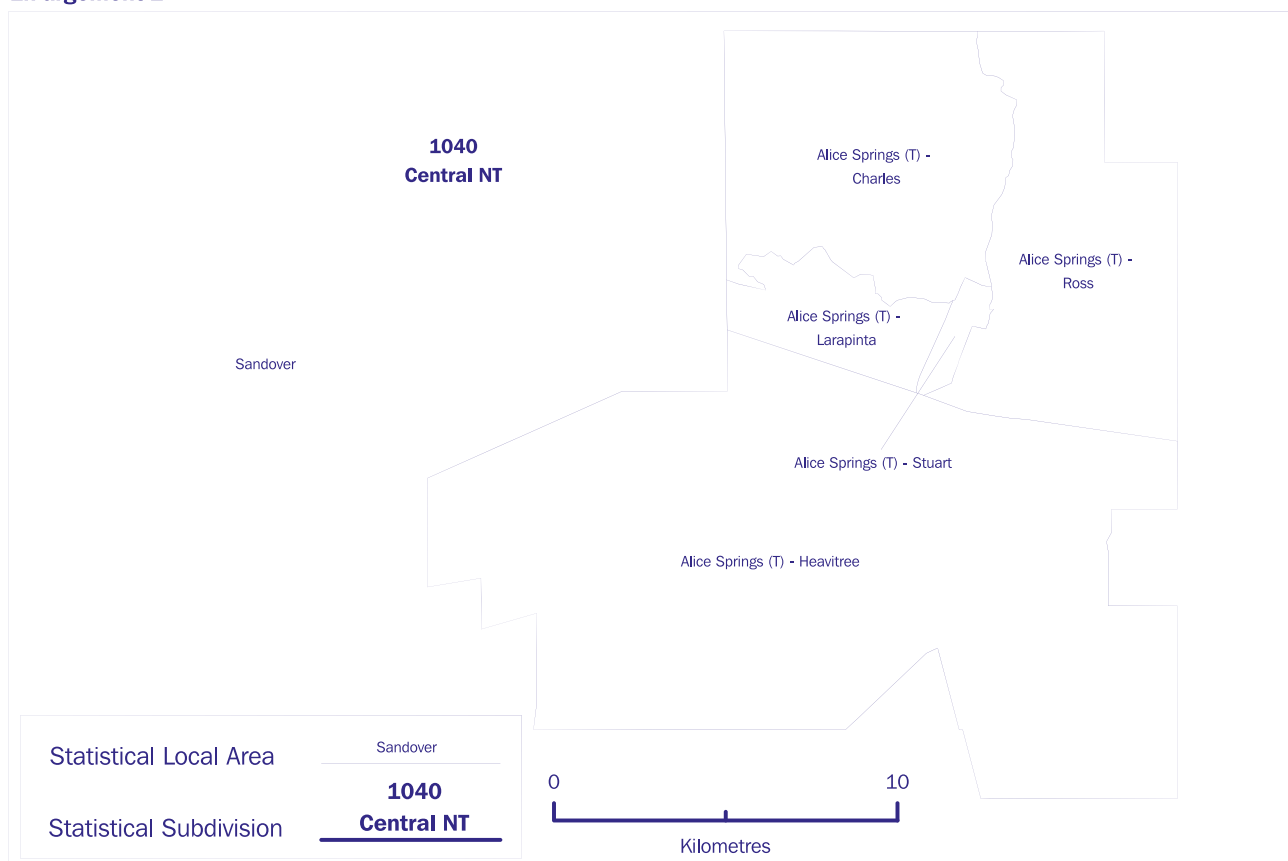 1040
Central NT
Alice Springs (T) -
Charles
Alice Springs (T) -
Ross
Alice Springs (T) -
Larapinta
Sandover
Alice Springs (T) - Stuart
Alice Springs (T) - Heavitree
Statistical Local Area
Sandover
1040
Central NT
Statistical Subdivision
0
10
Kilometres